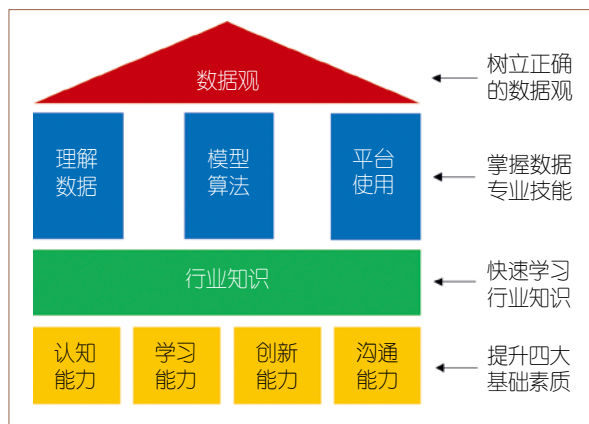 数据观
树立正确
的数据观
理解
数据
模型
算法
平台
使用
掌握数据
专业技能
行业知识
快速学习
行业知识
认知
能力
学习
能力
创新
能力
沟通
能力
提升四大
基础素质